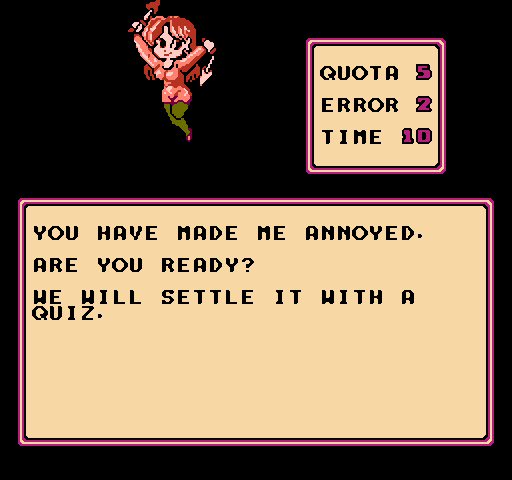 QUOTA 5
ERROR 2
TIME 10
YOU HAVE MADE ME ANNOYED.
ARE YOU READY?
WE WILL SETTLE IT WITH A
QUIZ.